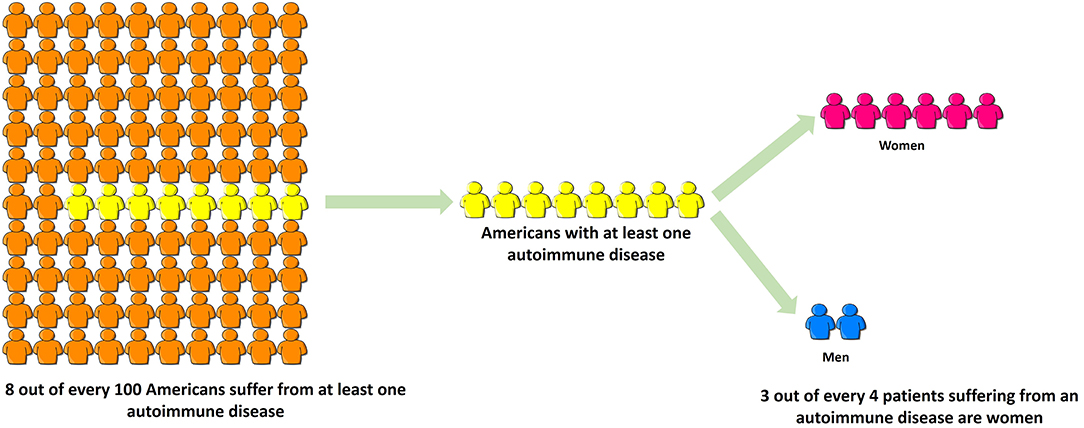 8 out of every 100 Americans suffer from at least one
autoimmune disease
Americans with at least one
autoimmune disease
Women
Men
3 out of every 4 patients suffering from an
autoimmune disease are women